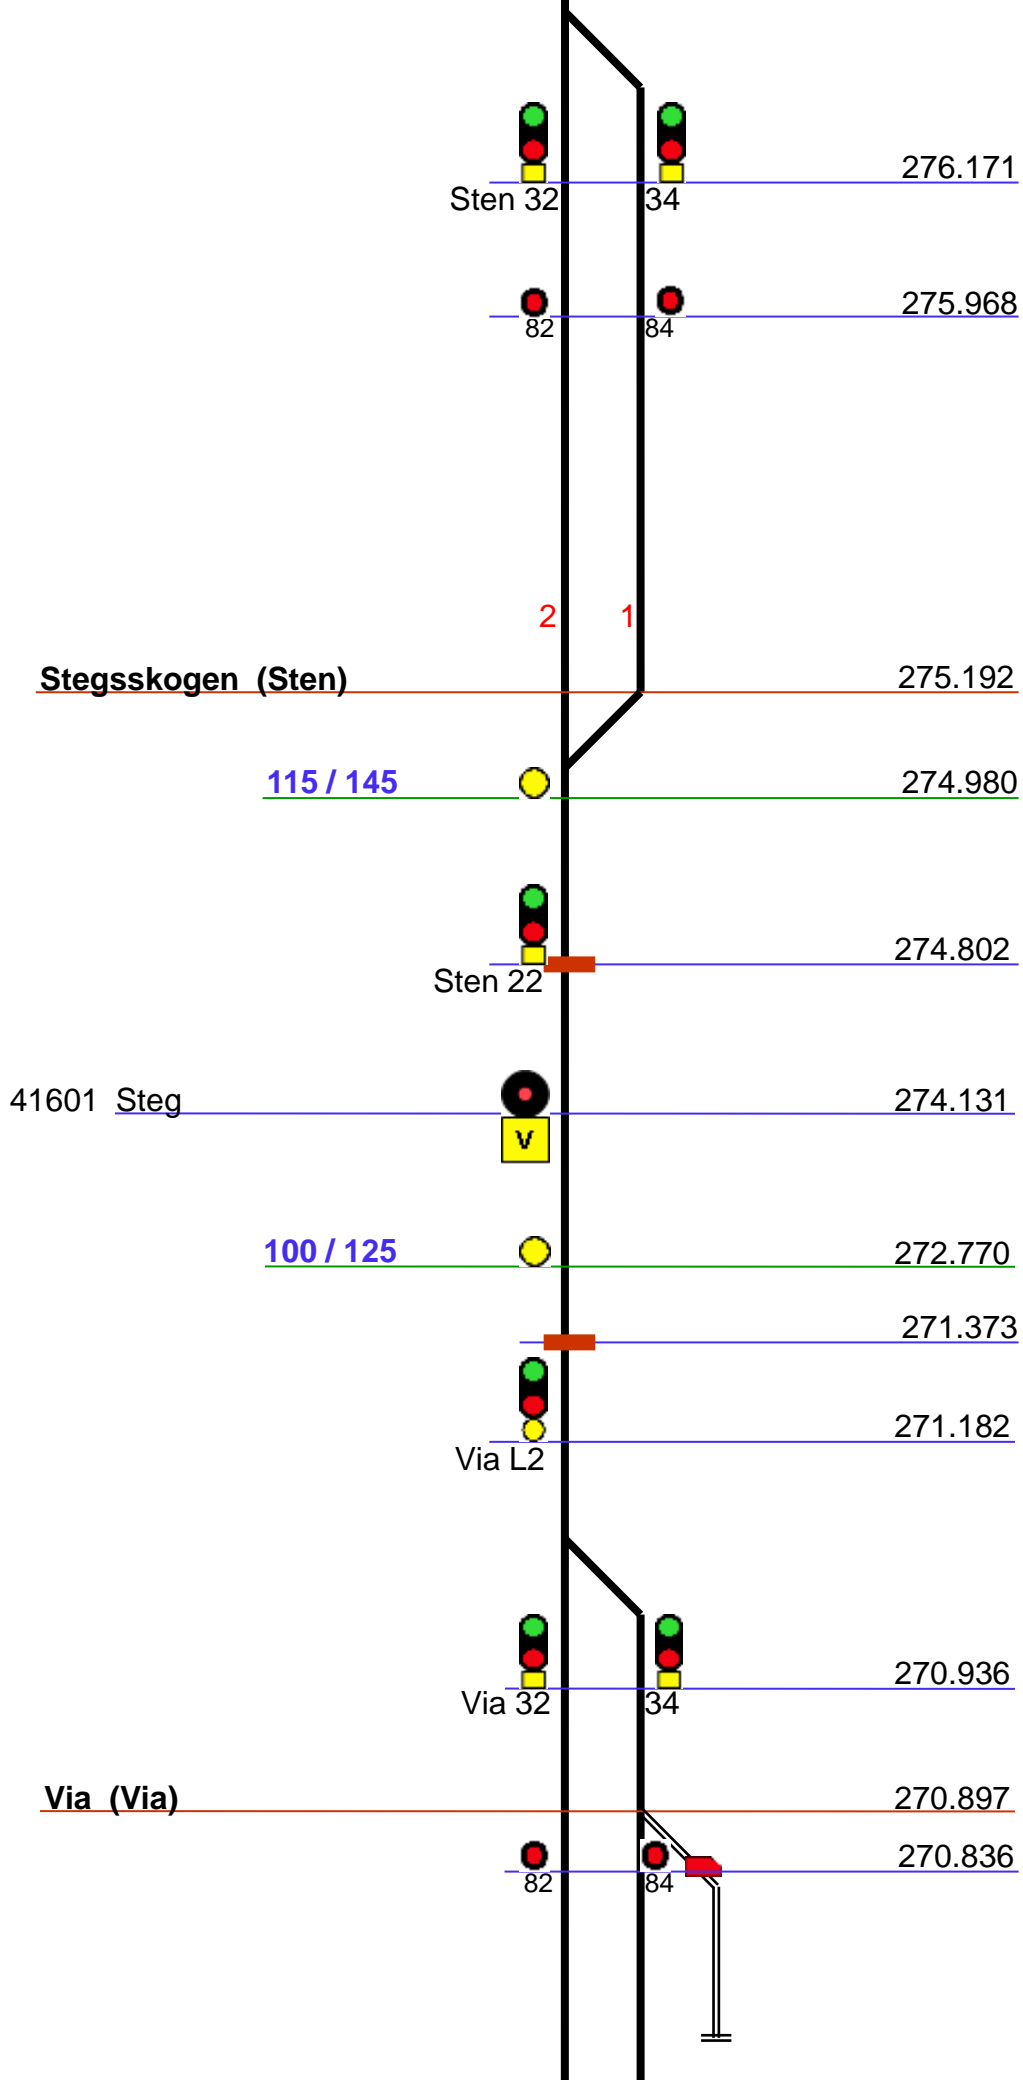 276.171
Sten 32 34
275.968
82 84
2 1
Stegsskogen (Sten) 275.192
115 / 145 274.980
274.802
Sten 22
41601 Steg 274.131
V
100 / 125 272.770
271.373
271.182
Via L2
270.936
Via 32 34
Via (Via) 270.897
270.836
82 84